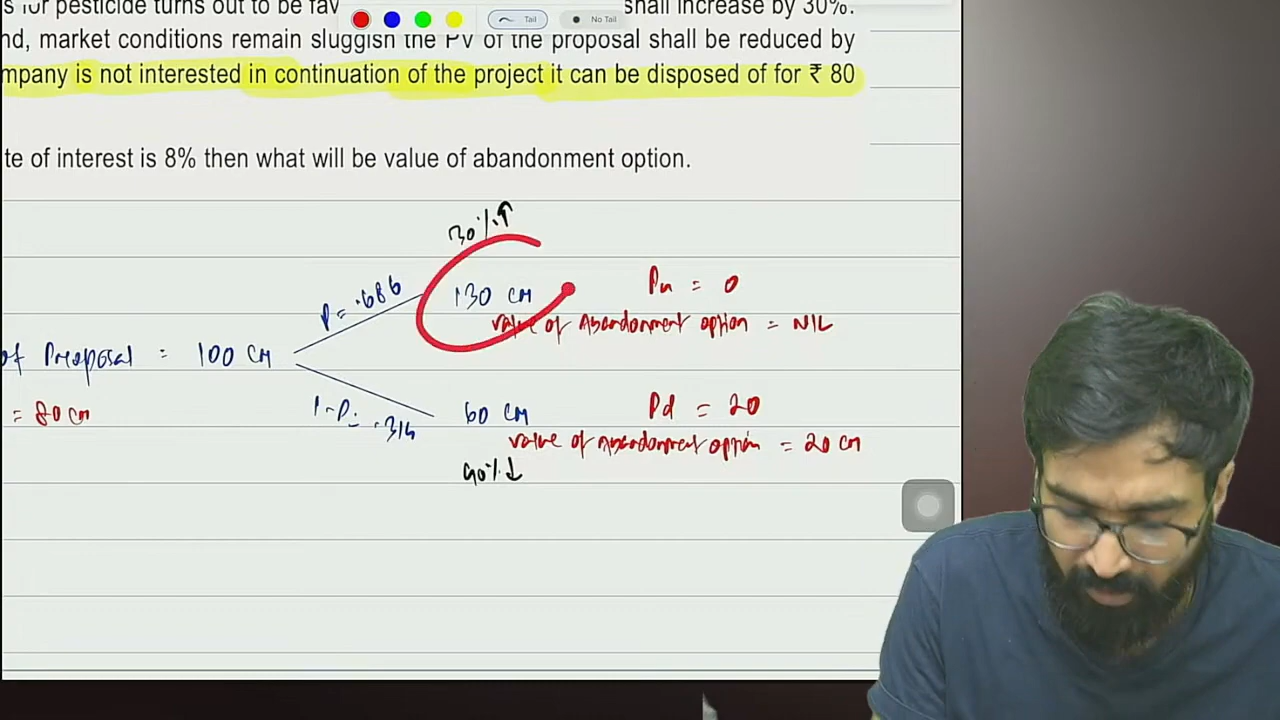 s for pesticide turns out to be fav shall increase by 30%.
Tail
No Tail
nd, market conditions remain sluggish the PV of the proposal shall be reduced by
mpany is not interested in continuation of the project it can be disposed of for ₹ 80
te of interest is 8% then what will be value of abandonment option.
30%↑
P = .686
130 CM
Pu = 0
value of Abandonment option = NIL
of Proposal = 100 CM
= 80 CM
1-P = .314
60 CM
Pd = 20
value of Abandonment option = 20 CM
40%↓